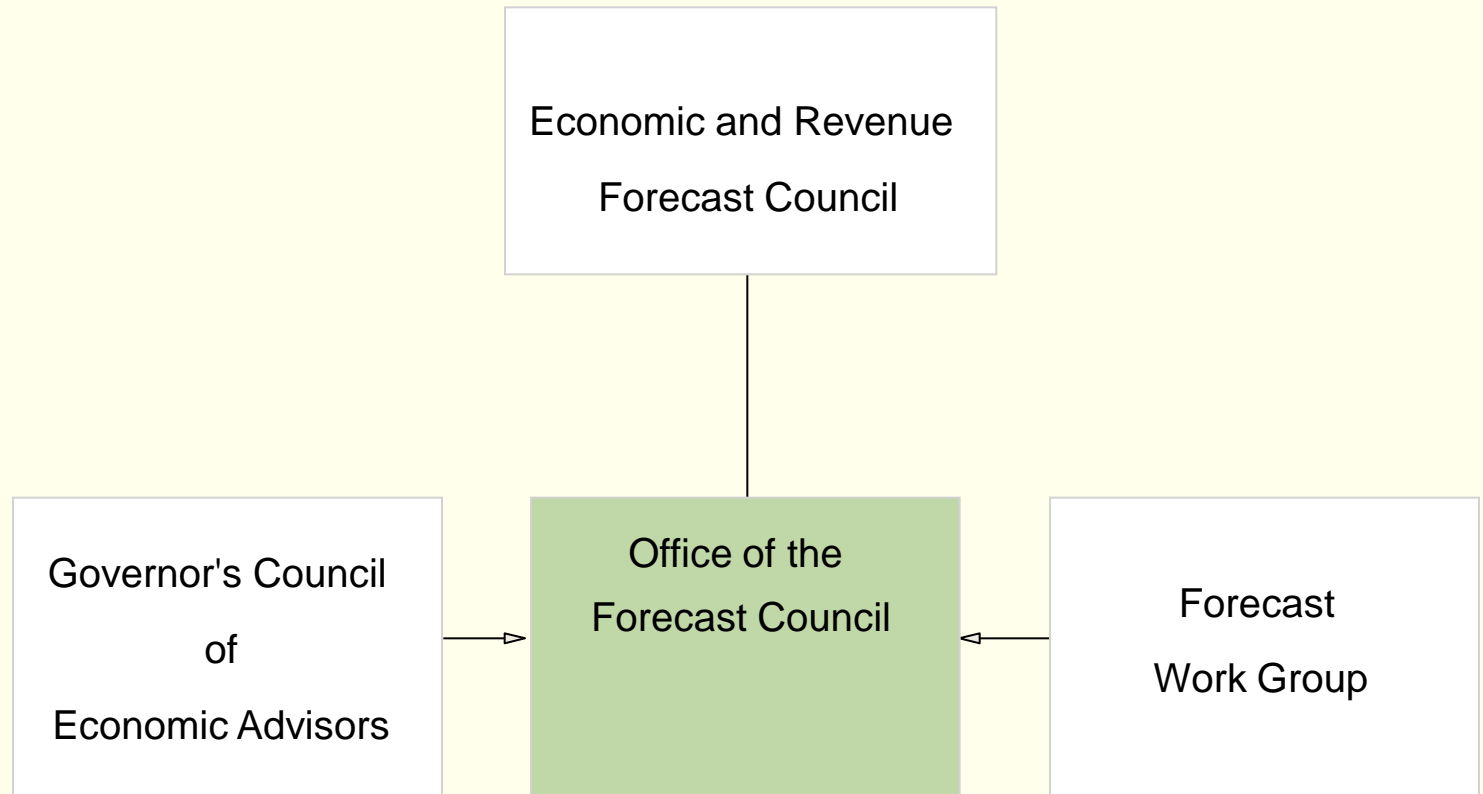 Economic and Revenue
Forecast Council
Governor's Council
of
Economic Advisors
Office of the
Forecast Council
Forecast
Work Group